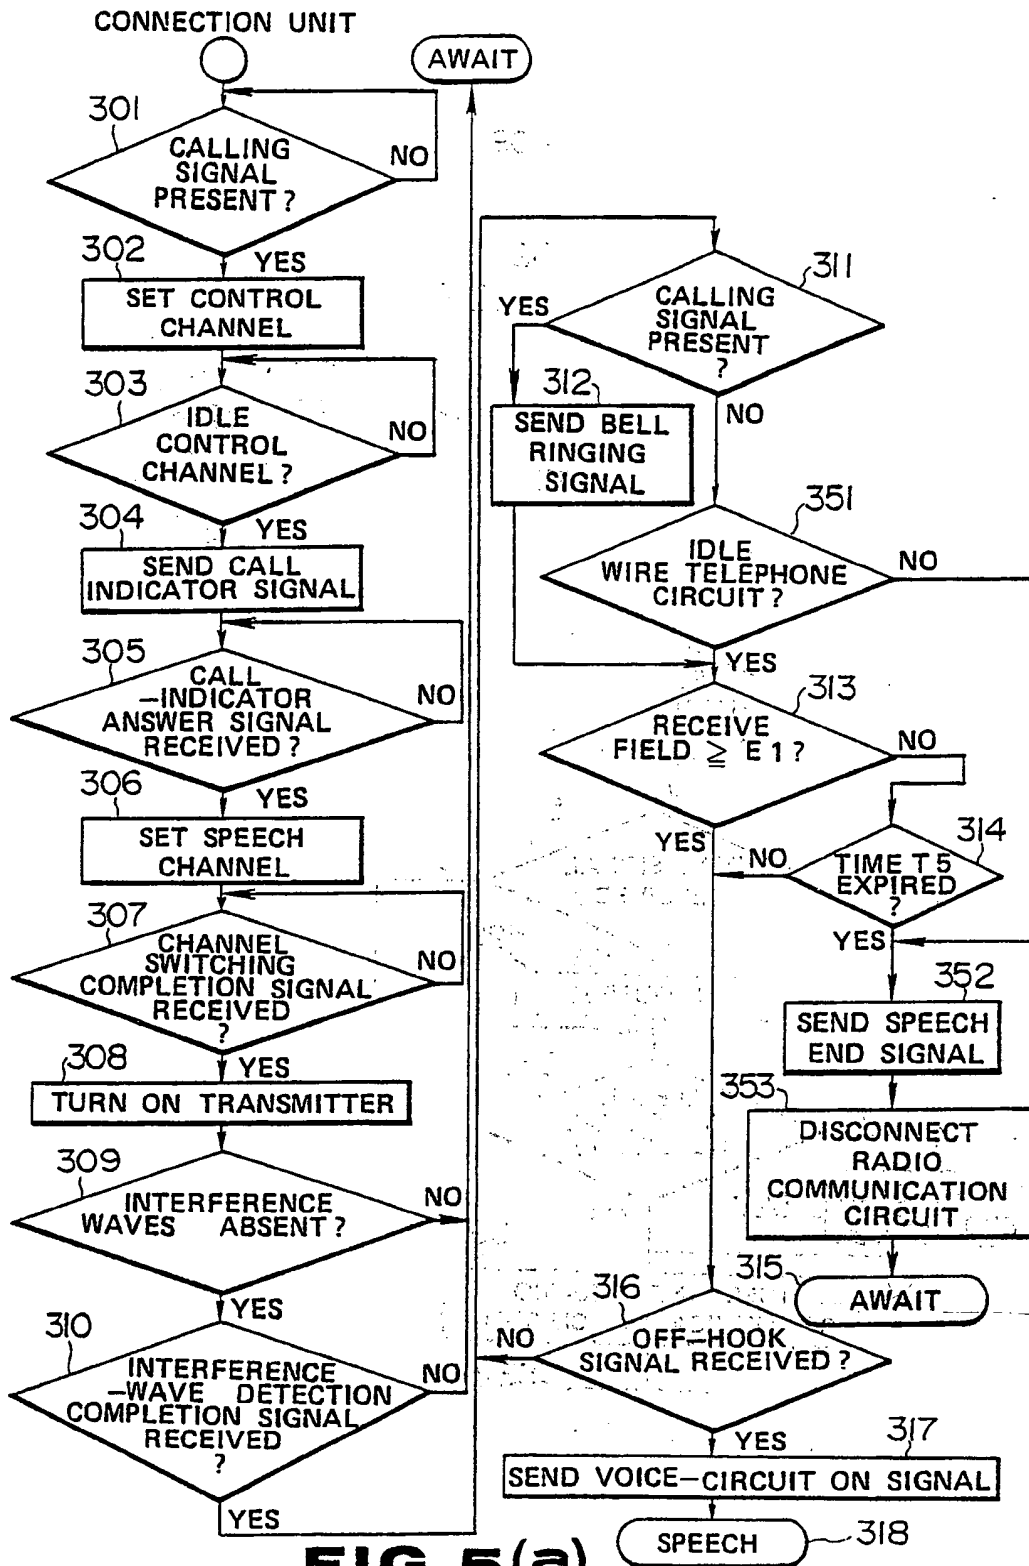 CONNECTION UNIT
AWAIT
301
CALLING
SIGNAL
PRESENT?
NO
YES
302
SET CONTROL
CHANNEL
303
IDLE
CONTROL
CHANNEL?
NO
YES
304
SEND CALL
INDICATOR SIGNAL
305
CALL
-INDICATOR
ANSWER SIGNAL
RECEIVED?
NO
YES
306
SET SPEECH
CHANNEL
307
CHANNEL
SWITCHING
COMPLETION SIGNAL
RECEIVED
?
NO
YES
308
TURN ON TRANSMITTER
309
INTERFERENCE
WAVES ABSENT?
NO
YES
310
INTERFERENCE
-WAVE DETECTION
COMPLETION SIGNAL
RECEIVED
?
NO
YES
311
CALLING
SIGNAL
PRESENT
?
YES
NO
312
SEND BELL
RINGING
SIGNAL
351
IDLE
WIRE TELEPHONE
CIRCUIT?
NO
YES
313
RECEIVE
FIELD ≧ E1?
NO
YES
314
TIME T5
EXPIRED
?
NO
YES
352
SEND SPEECH
END SIGNAL
353
DISCONNECT
RADIO
COMMUNICATION
CIRCUIT
315
AWAIT
316
OFF-HOOK
SIGNAL RECEIVED?
NO
YES
317
SEND VOICE-CIRCUIT ON SIGNAL
SPEECH
318
FIG.5(a)